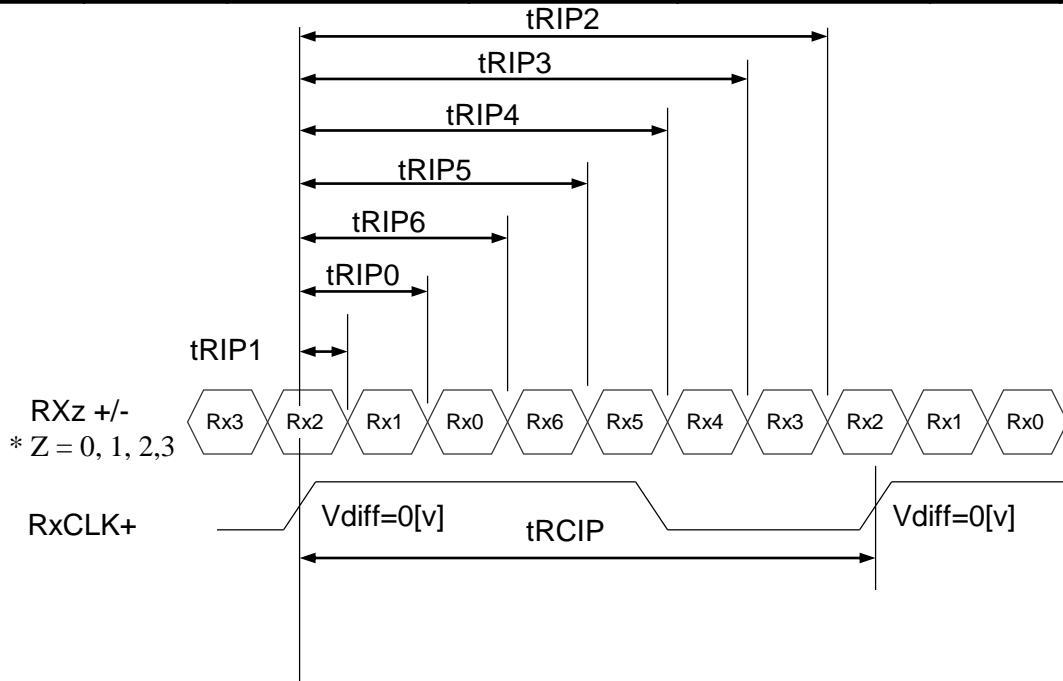 tRIP2
tRIP3
tRIP4
tRIP5
tRIP6
tRIP0
tRIP1
RXz +/-
* Z = 0, 1, 2,3
Rx3 Rx2 Rx1 Rx0 Rx6 Rx5 Rx4 Rx3 Rx2 Rx1 Rx0
RxCLK+
Vdiff=0[v] Vdiff=0[v]
tRCIP